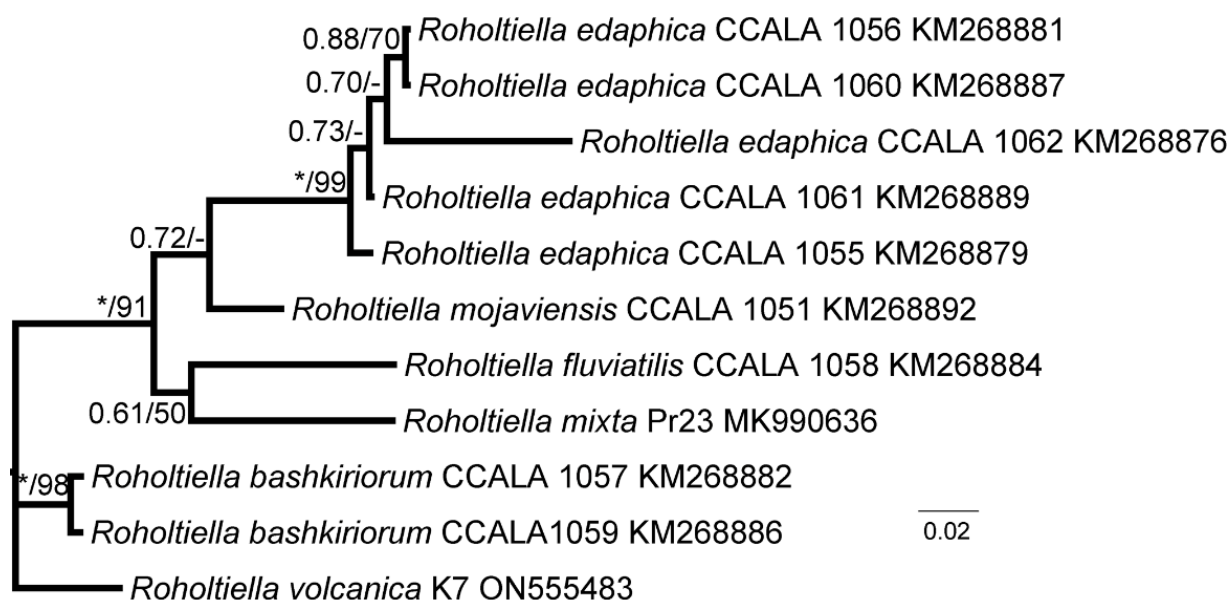 0.88/70
Roholtiella edaphica CCALA 1056 KM268881
0.70/-
Roholtiella edaphica CCALA 1060 KM268887
0.73/-
Roholtiella edaphica CCALA 1062 KM268876
*/99
Roholtiella edaphica CCALA 1061 KM268889
0.72/-
Roholtiella edaphica CCALA 1055 KM268879
*/91
Roholtiella mojaviensis CCALA 1051 KM268892
Roholtiella fluviatilis CCALA 1058 KM268884
0.61/50
Roholtiella mixta Pr23 MK990636
*/98
Roholtiella bashkiriorum CCALA 1057 KM268882
Roholtiella bashkiriorum CCALA1059 KM268886
0.02
Roholtiella volcanica K7 ON555483